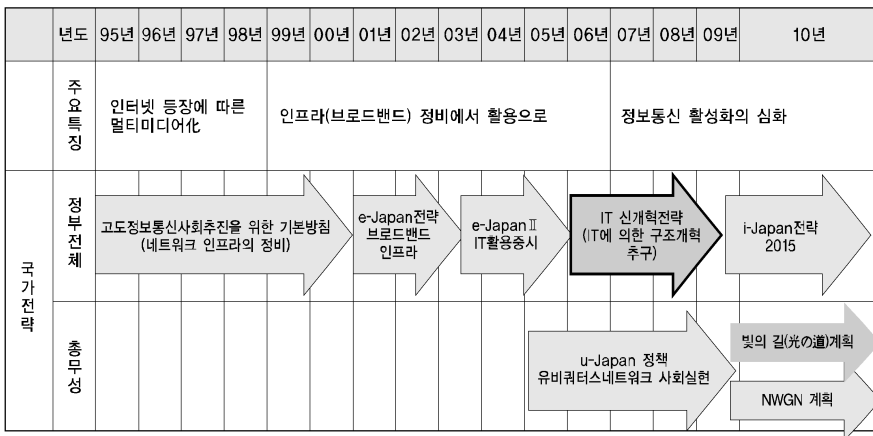 년도 95년 96년 97년 98년 99년 00년 01년 02년 03년 04년 05년 06년 07년 08년 09년 10년
주요특징
인터넷 등장에 따른
멀티미디어化
인프라(브로드밴드) 정비에서 활용으로
정보통신 활성화의 심화
국가전략
정부전체
고도정보통신사회추진을 위한 기본방침
(네트워크 인프라의 정비)
e-Japan전략
브로드밴드
인프라
e-JapanⅡ
IT활용중시
IT 신개혁전략
(IT에 의한 구조개혁
추구)
i-Japan전략
2015
총무성
u-Japan 정책
유비쿼터스네트워크 사회실현
빛의 길(光の道)계획
NWGN 계획